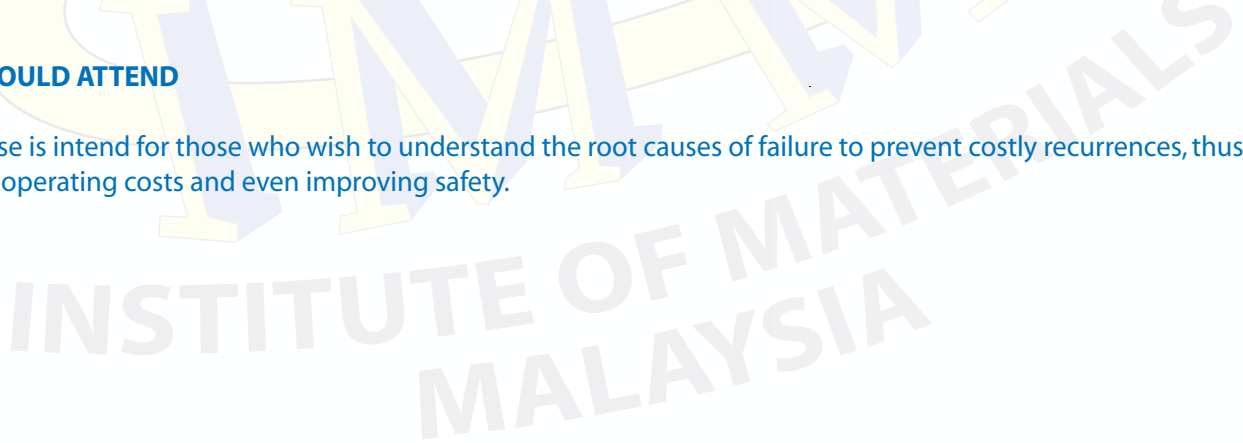 OULD ATTEND
se is intend for those who wish to understand the root causes of failure to prevent costly recurrences, thus
operating costs and even improving safety.
INSTITUTE OF MATERIALS
MALAYSIA